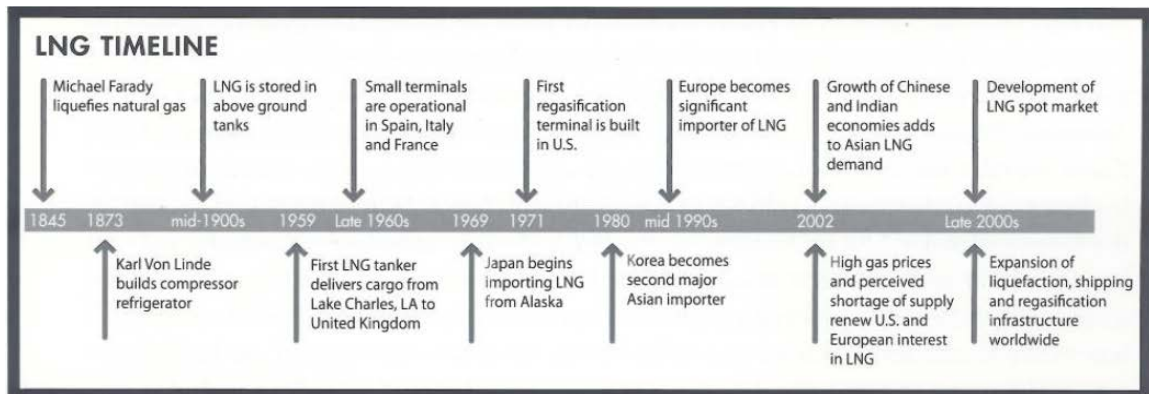 LNG TIMELINE
Michael Farady
liquefies natural gas
LNG is stored in
above ground
tanks
Small terminals
are operational
in Spain, Italy
and France
First
regasification
terminal is built
in U.S.
Europe becomes
significant
importer of LNG
Growth of Chinese
and Indian
economies adds
to Asian LNG
demand
Development of
LNG spot market
1845 1873 mid-1900s 1959 Late 1960s 1969 1971 1980 mid 1990s 2002 Late 2000s
Karl Von Linde
builds compressor
refrigerator
First LNG tanker
delivers cargo from
Lake Charles, LA to
United Kingdom
Japan begins
importing LNG
from Alaska
Korea becomes
second major
Asian importer
High gas prices
and perceived
shortage of supply
renew U.S. and
European interest
in LNG
Expansion of
liquefaction, shipping
and regasification
infrastructure
worldwide